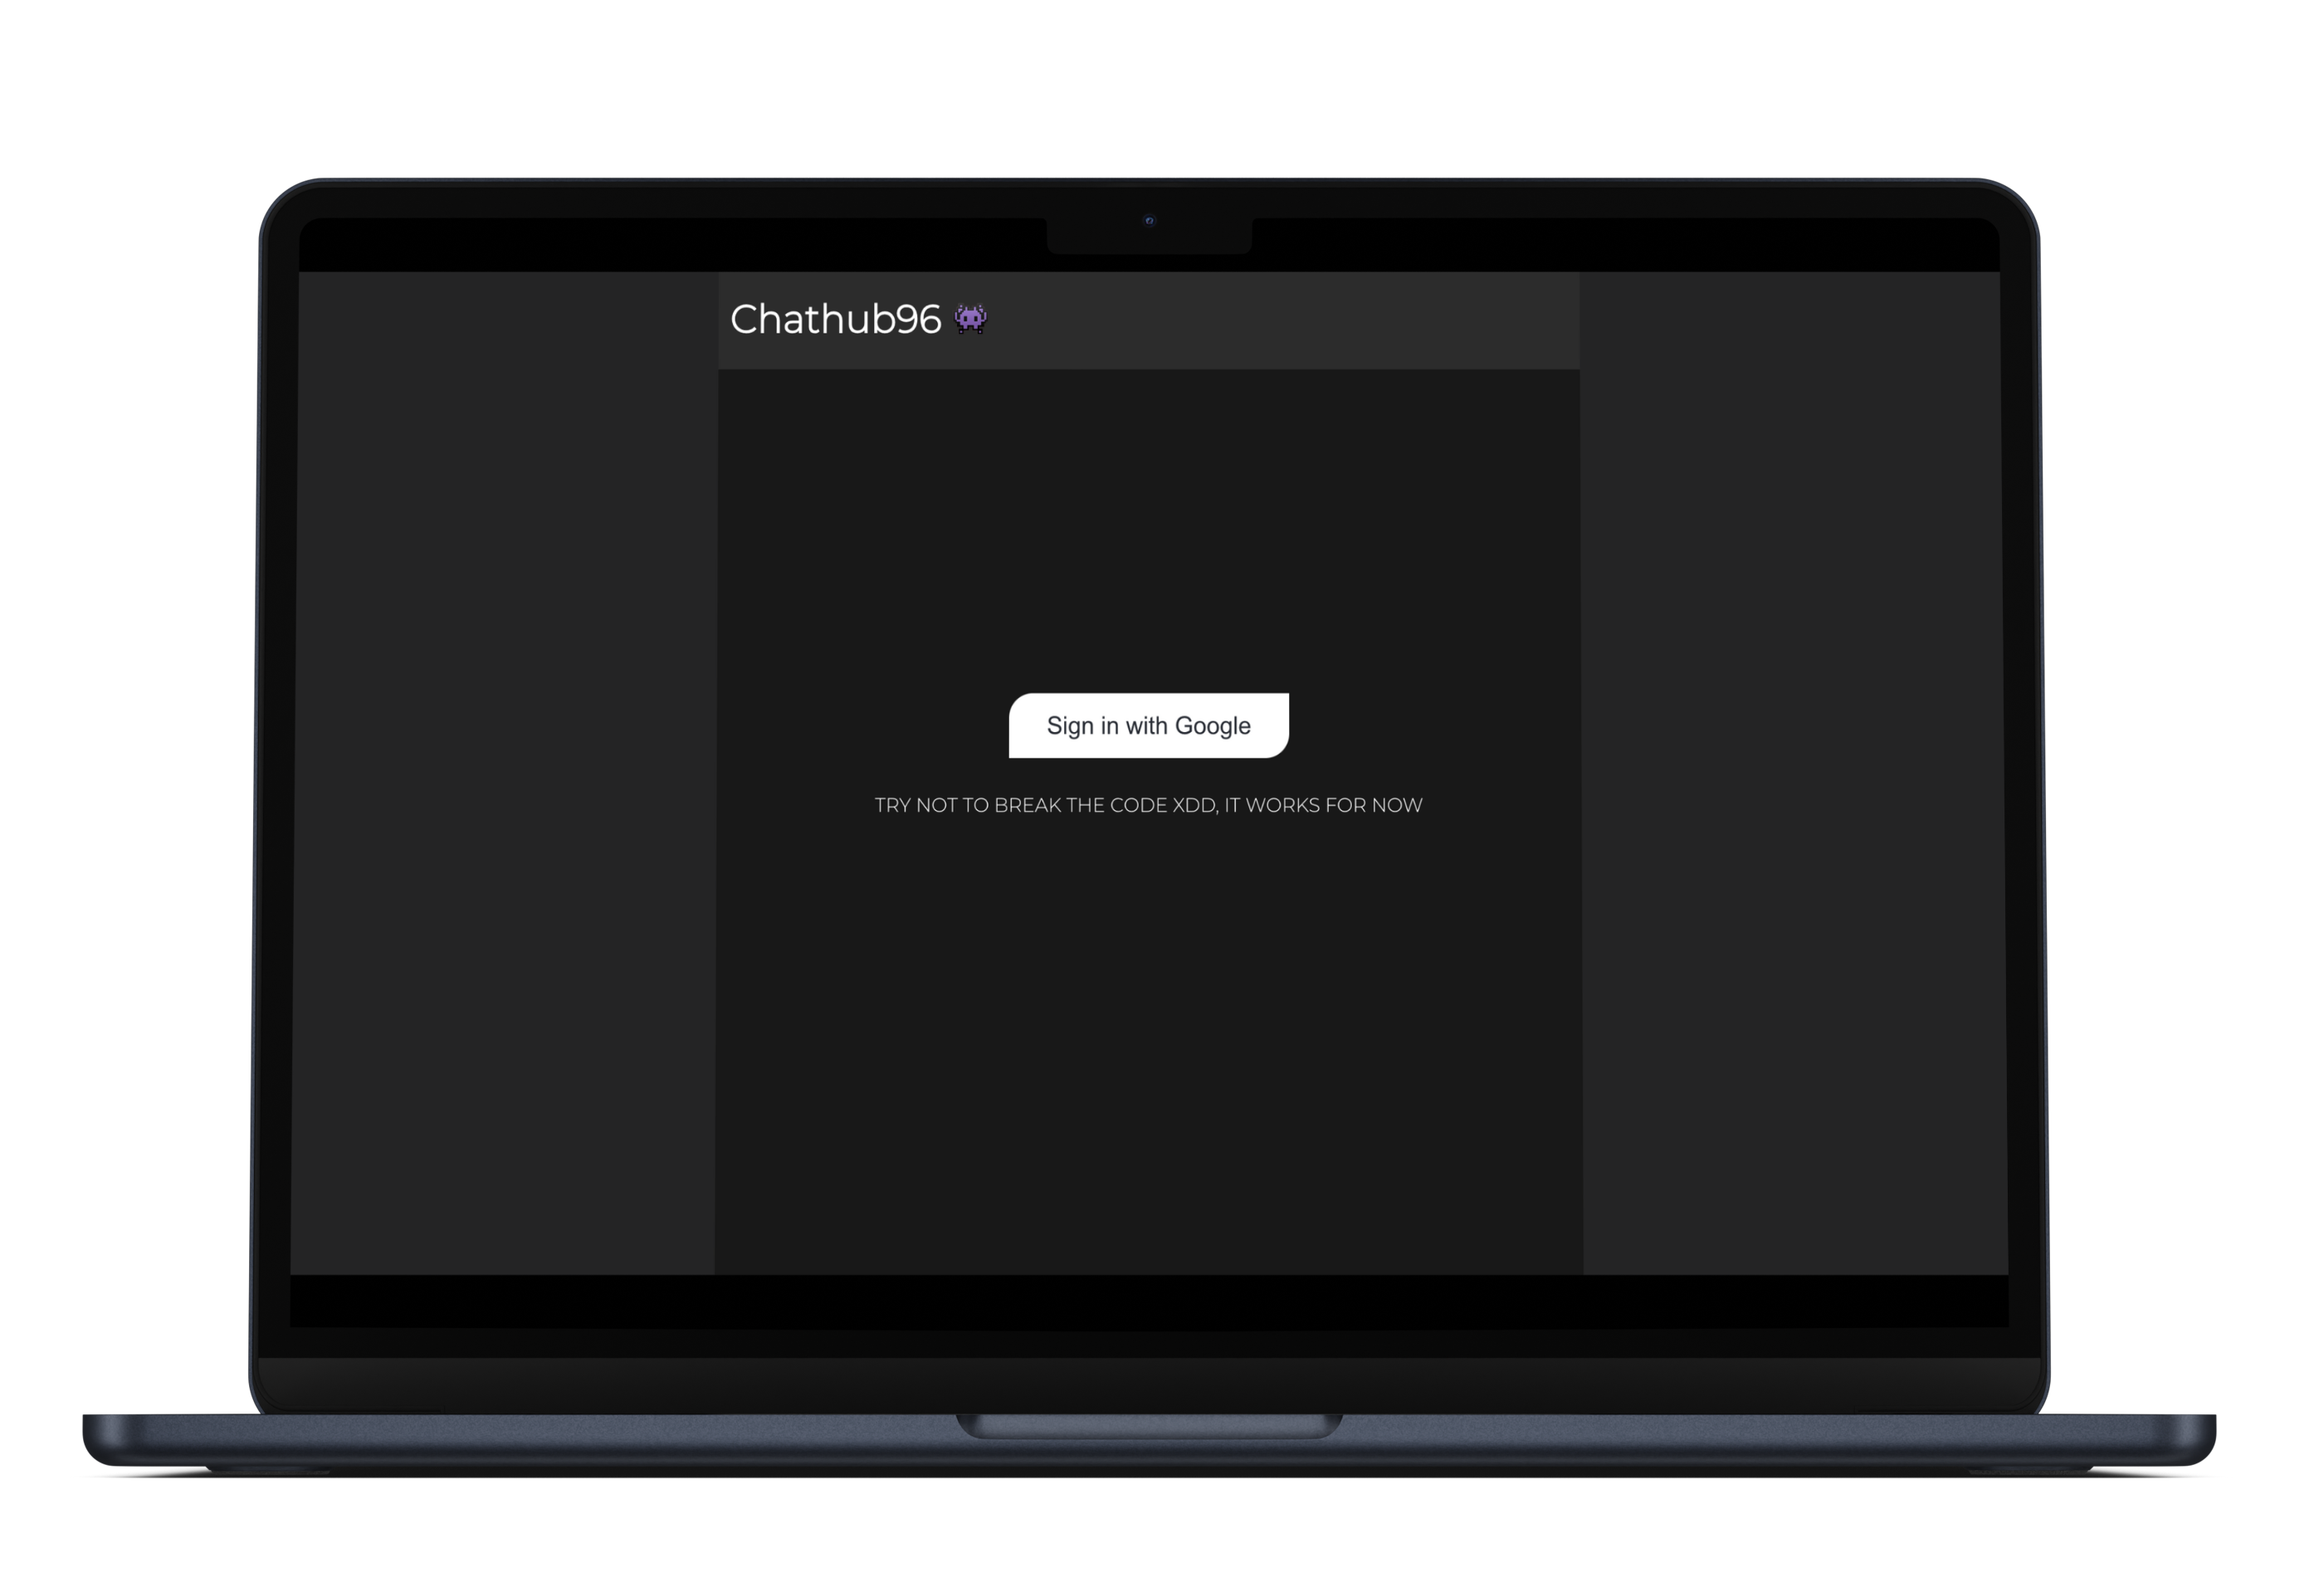 Chathub96 👾
Sign in with Google
TRY NOT TO BREAK THE CODE XDD, IT WORKS FOR NOW